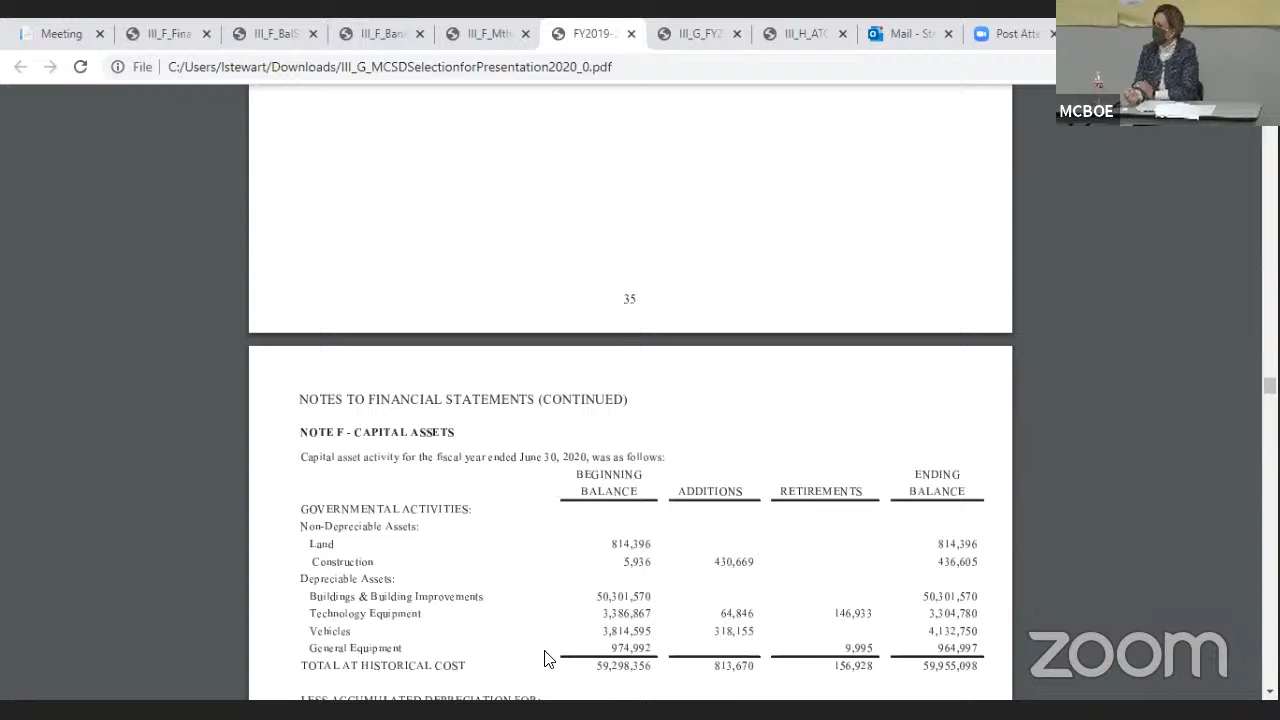 Meeting
III_F_Fina
III_F_BalS
III_F_Ban
III_F_Mth
FY2019-
III_G_FY2
III_H_ATC
Mail - St
Post Atte
File C:/Users/lstewart/Downloads/III_G_MCSDSelectionforPresentation2020_0.pdf
MCBOE
35
NOTES TO FINANCIAL STATEMENTS (CONTINUED)
NOTE F - CAPITAL ASSETS
Capital asset activity for the fiscal year ended June 30, 2020, was as follows:
BEGINNING ENDING
BALANCE ADDITIONS RETIREMENTS BALANCE
GOVERNMENTAL ACTIVITIES:
Non-Depreciable Assets:
Land 814,396 814,396
Construction 5,936 430,669 436,605
Depreciable Assets:
Buildings & Building Improvements 50,301,570 50,301,570
Technology Equipment 3,386,867 64,846 146,933 3,304,780
Vehicles 3,814,595 318,155 4,132,750
General Equipment 974,992 9,995 964,997
TOTAL AT HISTORICAL COST 59,298,356 813,670 156,928 59,955,098
LESS ACCUMULATED DEPRECIATION FOR:
zoom